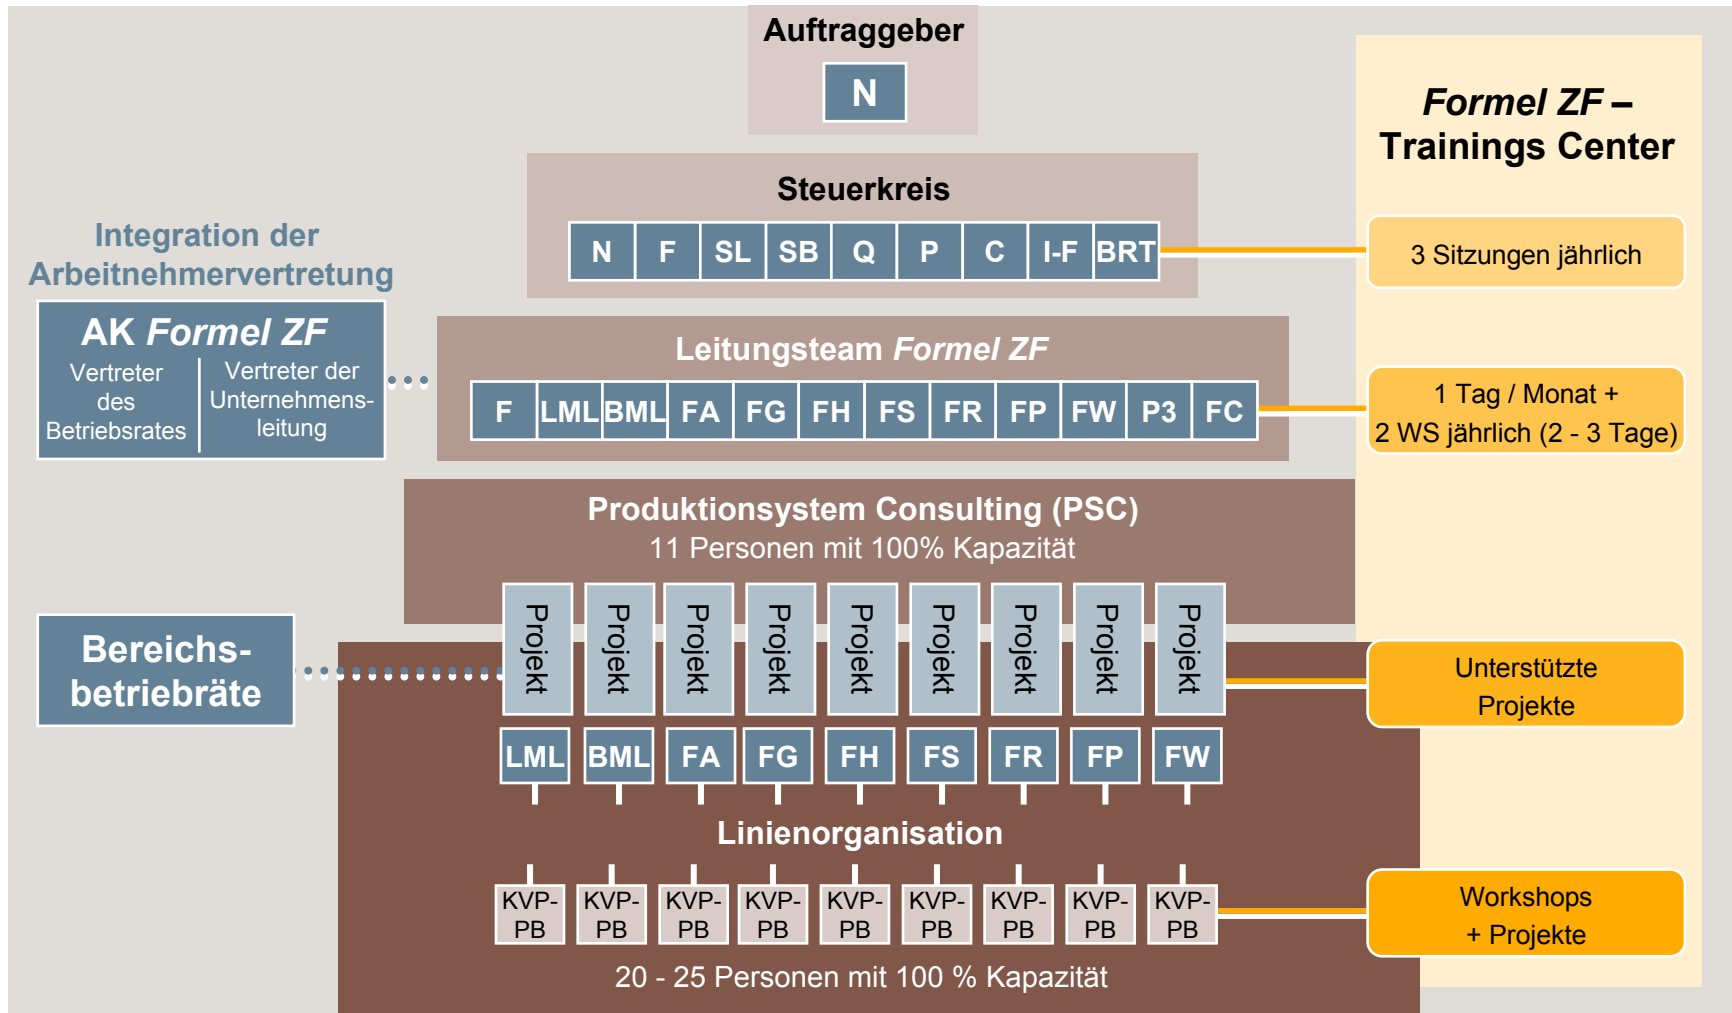 Auftraggeber
N
Formel ZF –
Trainings Center
Steuerkreis
N F SL SB Q P C I-F BRT
3 Sitzungen jährlich
Integration der
Arbeitnehmervertretung
AK Formel ZF
Vertreter
des
Betriebsrates
Vertreter der
Unternehmens-
leitung
Leitungsteam Formel ZF
F LML BML FA FG FH FS FR FP FW P3 FC
1 Tag / Monat +
2 WS jährlich (2 - 3 Tage)
Produktionsystem Consulting (PSC)
11 Personen mit 100% Kapazität
Projekt Projekt Projekt Projekt Projekt Projekt Projekt Projekt Projekt
Bereichs-
betriebräte
Unterstützte
Projekte
LML BML FA FG FH FS FR FP FW
Linienorganisation
KVP- KVP- KVP- KVP- KVP- KVP- KVP- KVP- KVP-
PB PB PB PB PB PB PB PB PB
Workshops
+ Projekte
20 - 25 Personen mit 100 % Kapazität